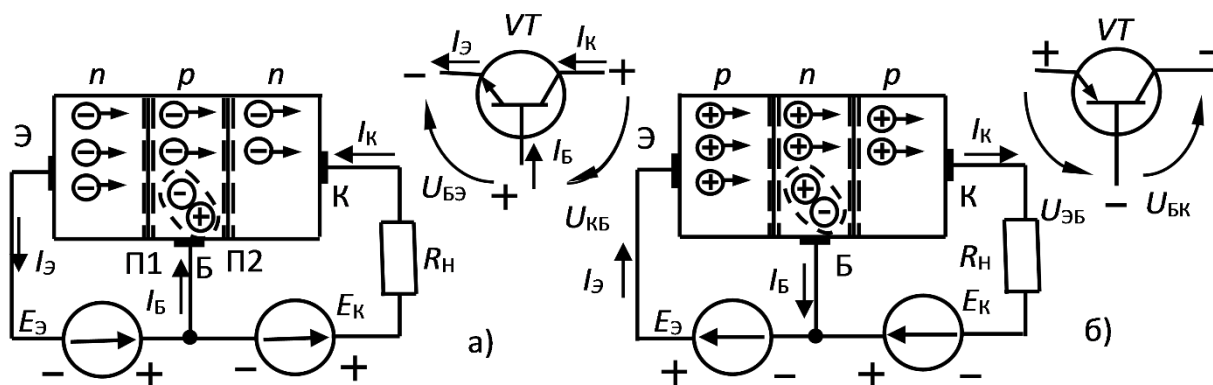 n p n
Э
К
П1 Б П2
I_Э
I_Б
I_К
R_Н
E_Э
E_К
− + − +
а)
VT
I_Э
I_К
− +
I_Б
+
U_БЭ
U_КБ
p n p
Э
К
Б
I_Э
I_Б
I_К
R_Н
E_Э
E_К
+ − + −
б)
VT
+ −
−
U_ЭБ
U_БК